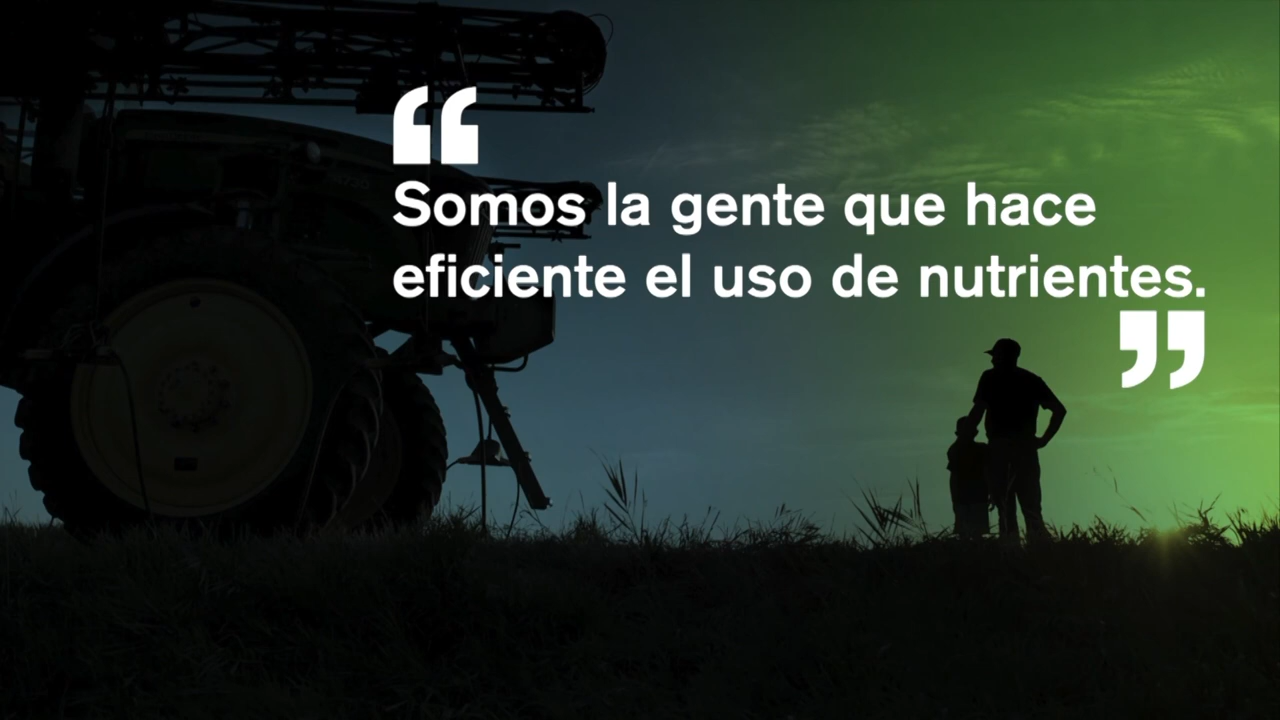 “
Somos la gente que hace
eficiente el uso de nutrientes.
”